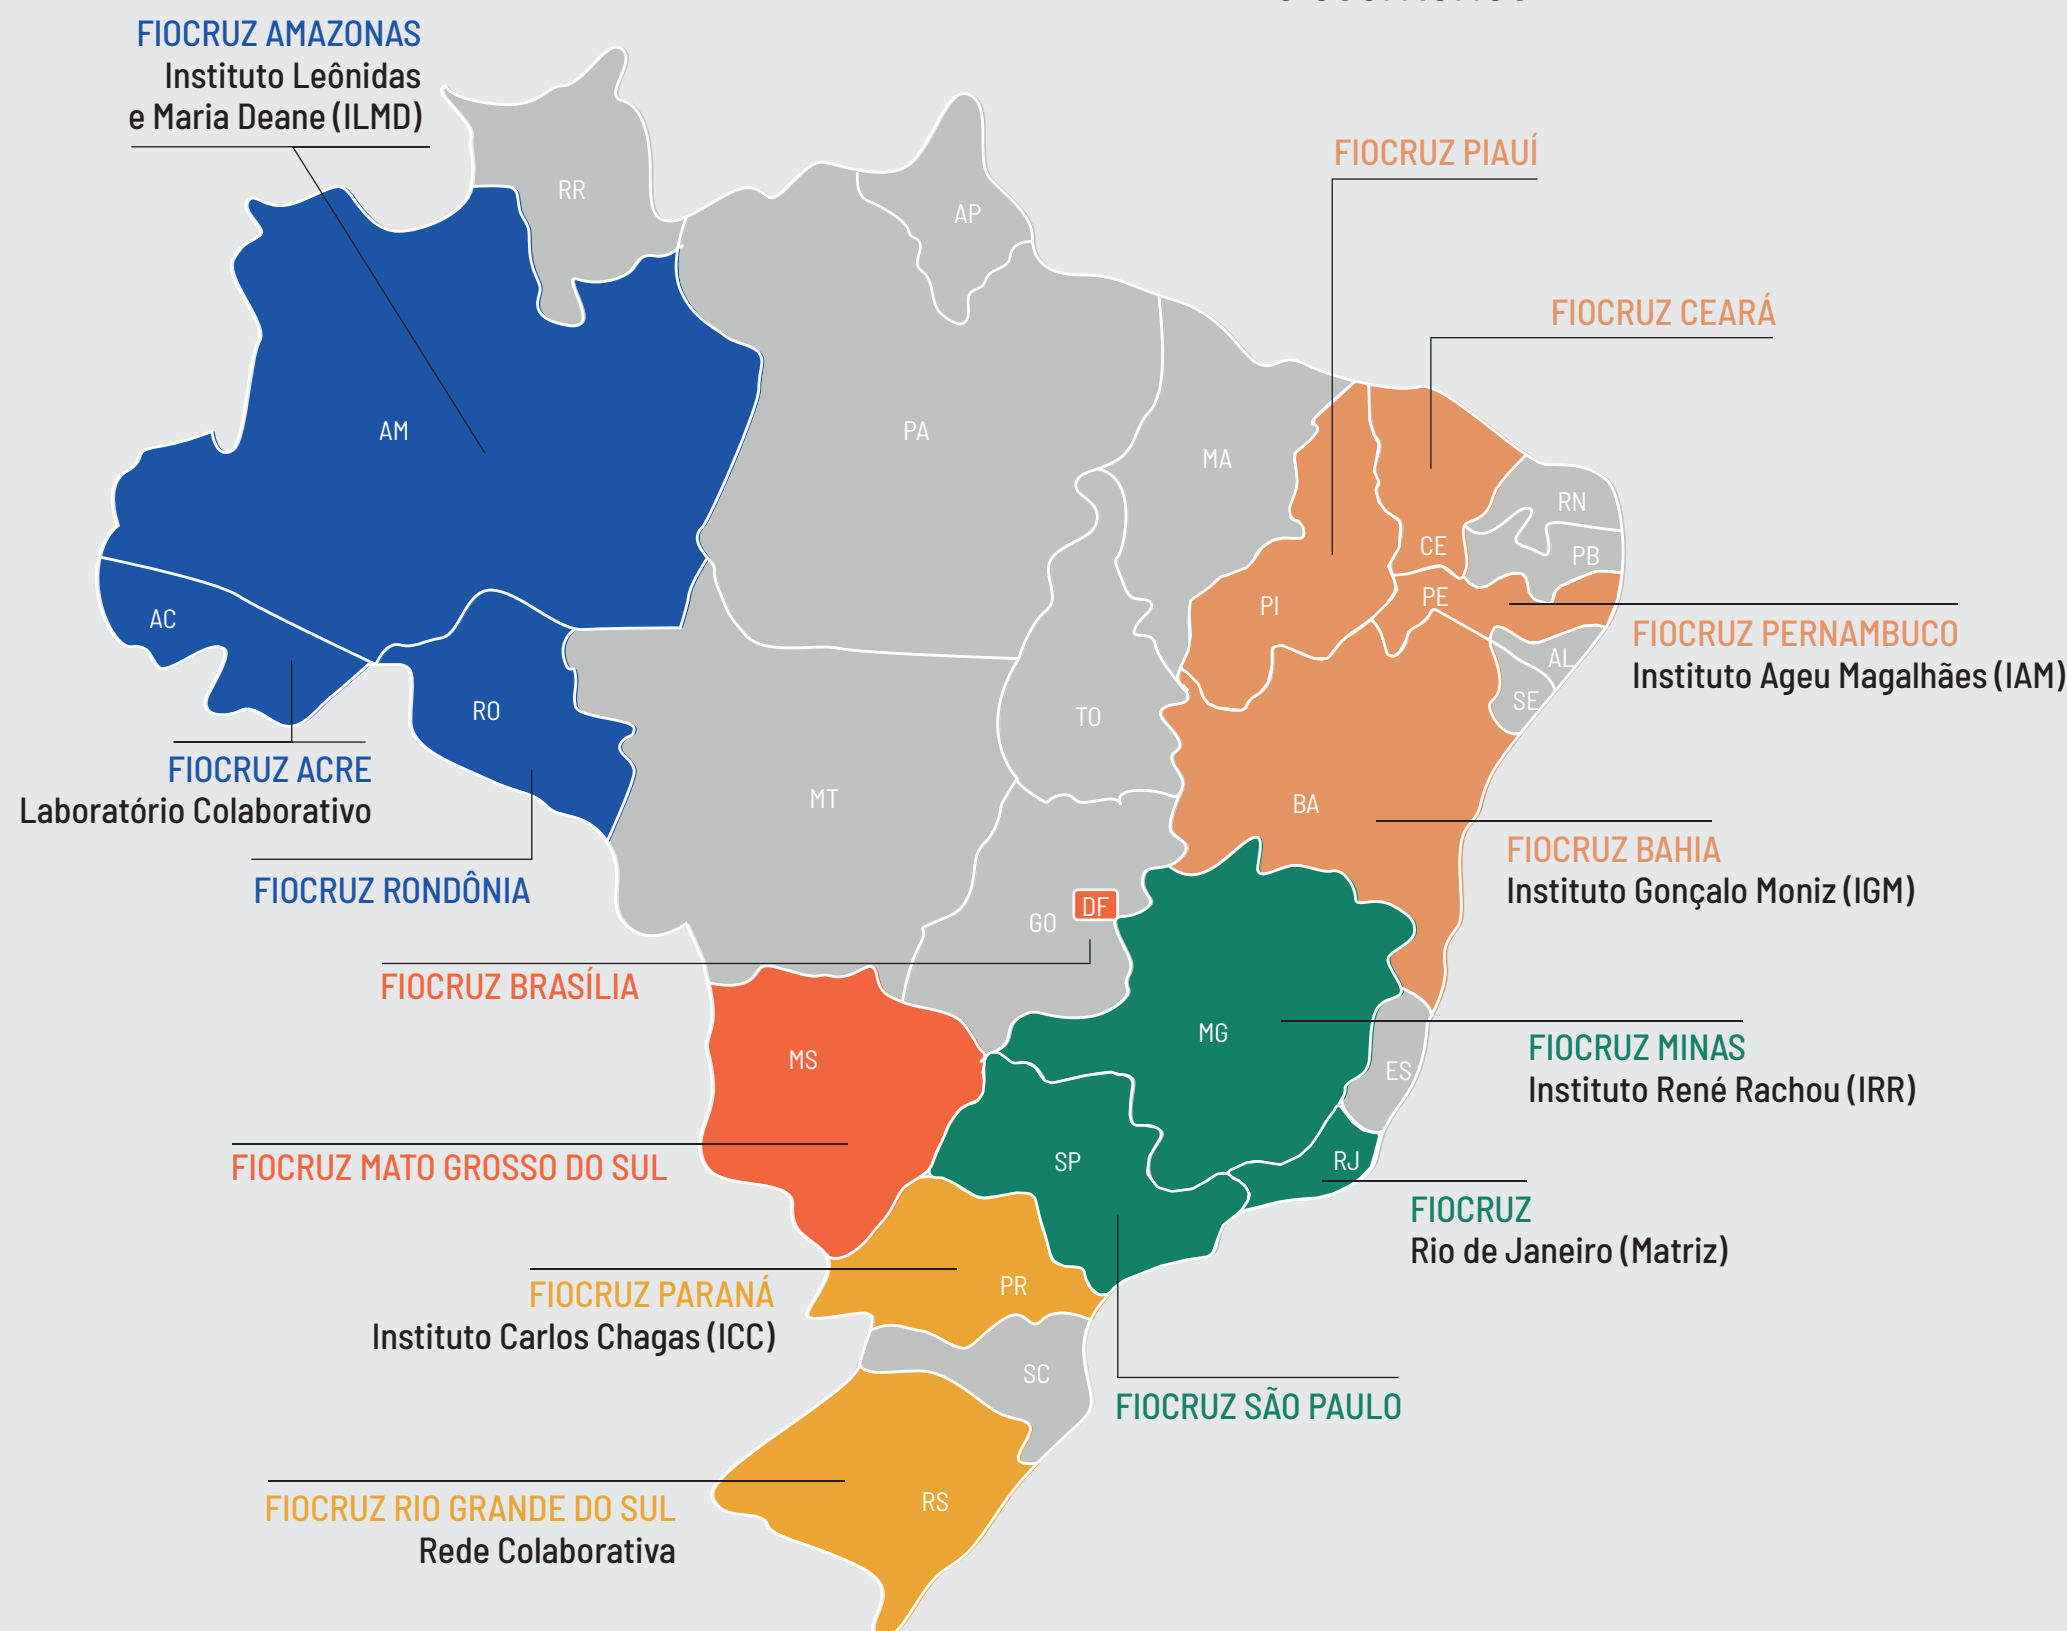 FIOCRUZ AMAZONAS
Instituto Leônidas
e Maria Deane (ILMD)
FIOCRUZ PIAUÍ
FIOCRUZ CEARÁ
RR
AP
AM
PA
MA
RN
CE
PB
PI
PE
AC
FIOCRUZ PERNAMBUCO
Instituto Ageu Magalhães (IAM)
AL
SE
RO
TO
FIOCRUZ ACRE
Laboratório Colaborativo
MT
BA
FIOCRUZ BAHIA
Instituto Gonçalo Moniz (IGM)
FIOCRUZ RONDÔNIA
DF
GO
FIOCRUZ BRASÍLIA
MG
FIOCRUZ MINAS
Instituto René Rachou (IRR)
MS
ES
FIOCRUZ MATO GROSSO DO SUL
SP
RJ
FIOCRUZ
Rio de Janeiro (Matriz)
FIOCRUZ PARANÁ
Instituto Carlos Chagas (ICC)
PR
SC
FIOCRUZ SÃO PAULO
FIOCRUZ RIO GRANDE DO SUL
Rede Colaborativa
RS